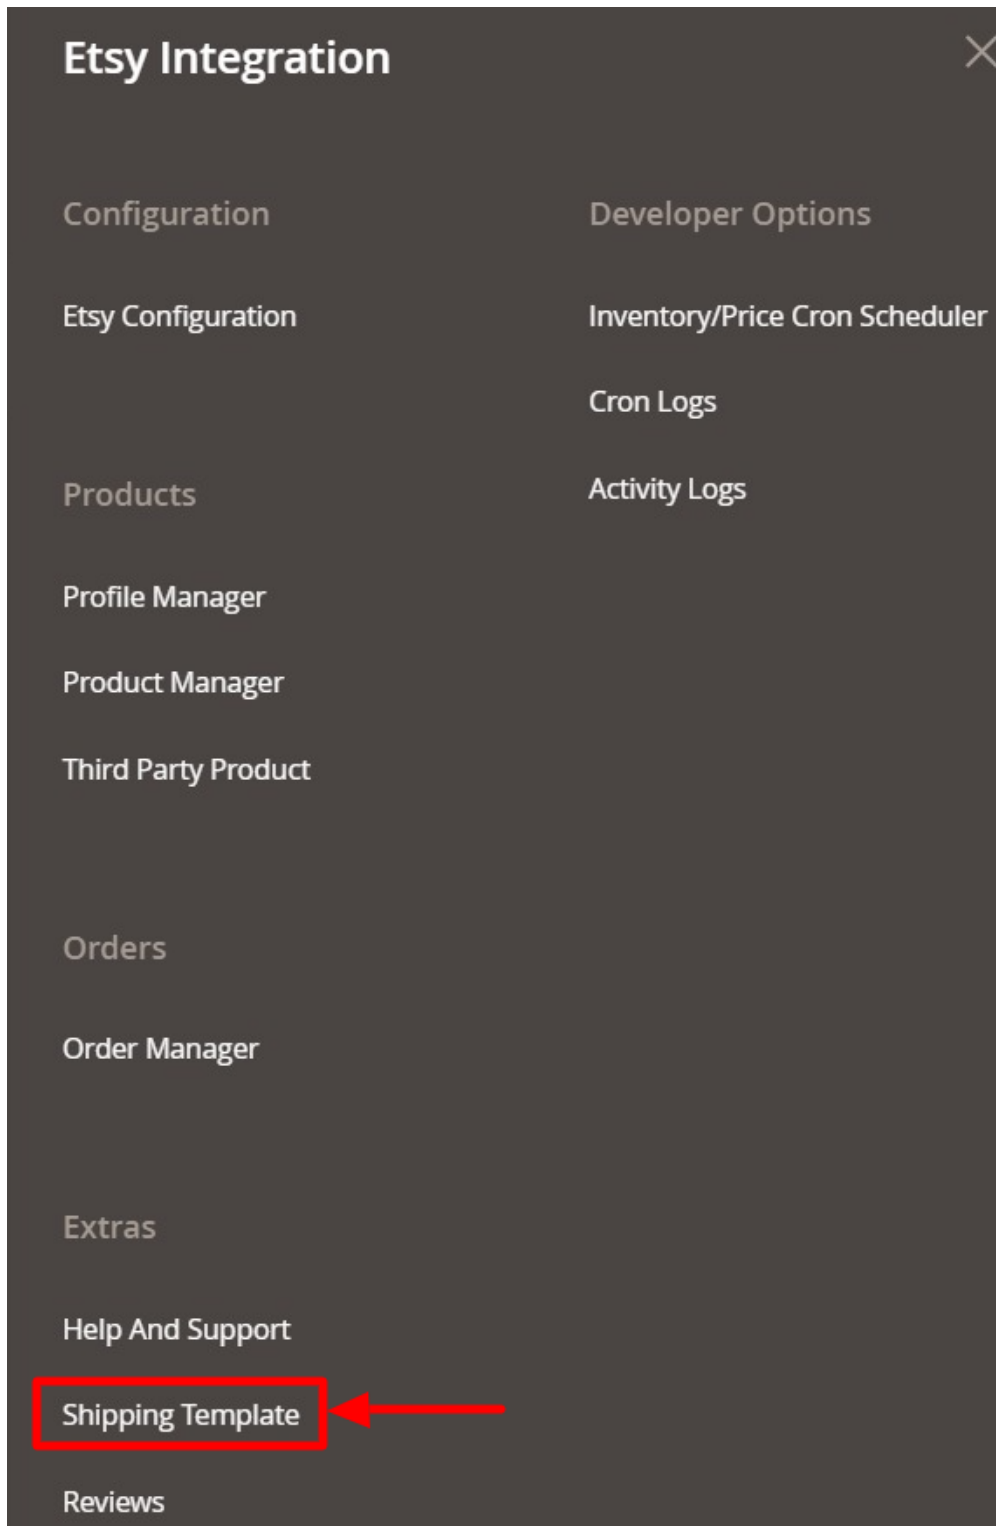 Etsy Integration
Configuration
Etsy Configuration
Products
Profile Manager
Product Manager
Third Party Product
Orders
Order Manager
Extras
Help And Support
Shipping Template
Reviews
Developer Options
Inventory/Price Cron Scheduler
Cron Logs
Activity Logs